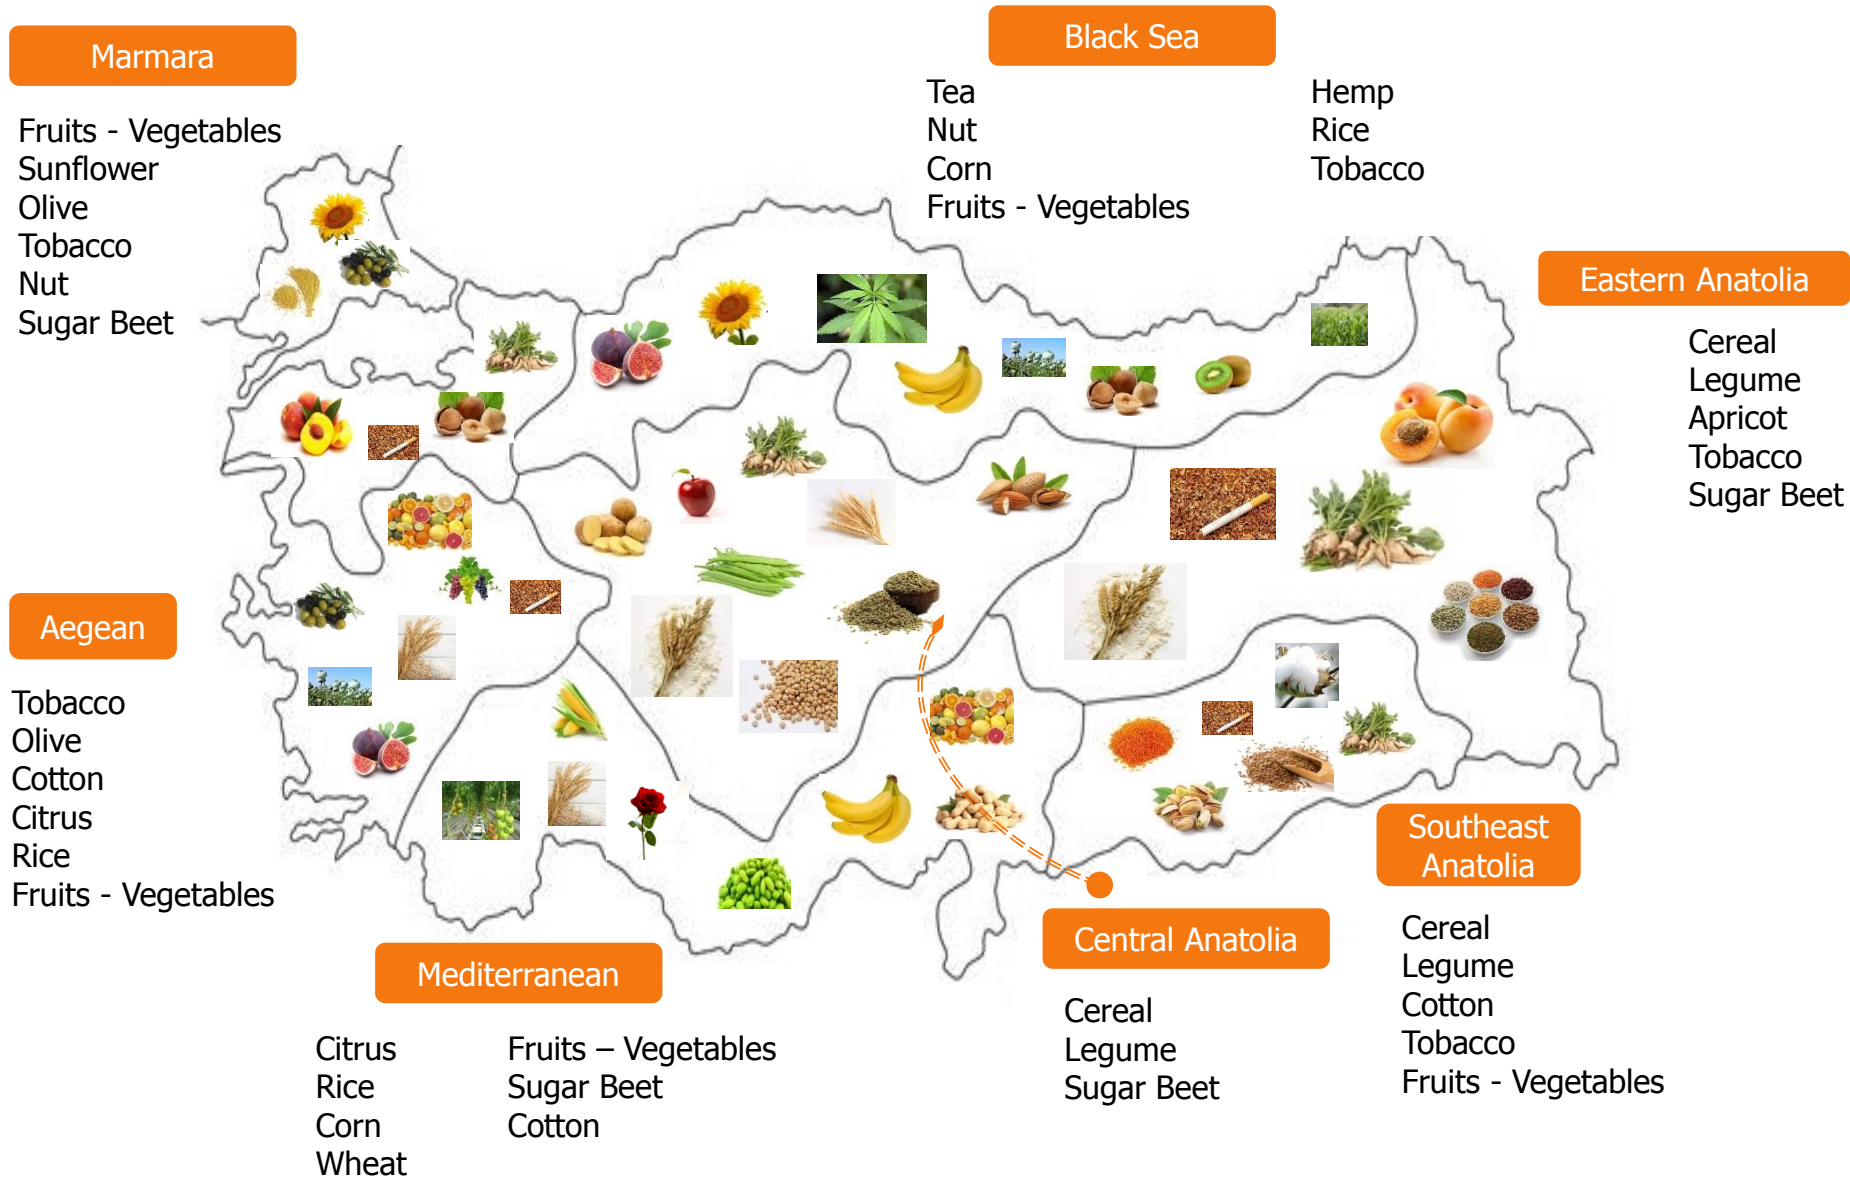 Marmara
Fruits - Vegetables
Sunflower
Olive
Tobacco
Nut
Sugar Beet
Black Sea
Tea
Nut
Corn
Fruits - Vegetables
Hemp
Rice
Tobacco
Eastern Anatolia
Cereal
Legume
Apricot
Tobacco
Sugar Beet
Aegean
Tobacco
Olive
Cotton
Citrus
Rice
Fruits - Vegetables
Mediterranean
Citrus
Rice
Corn
Wheat
Fruits – Vegetables
Sugar Beet
Cotton
Central Anatolia
Cereal
Legume
Sugar Beet
Southeast
Anatolia
Cereal
Legume
Cotton
Tobacco
Fruits - Vegetables